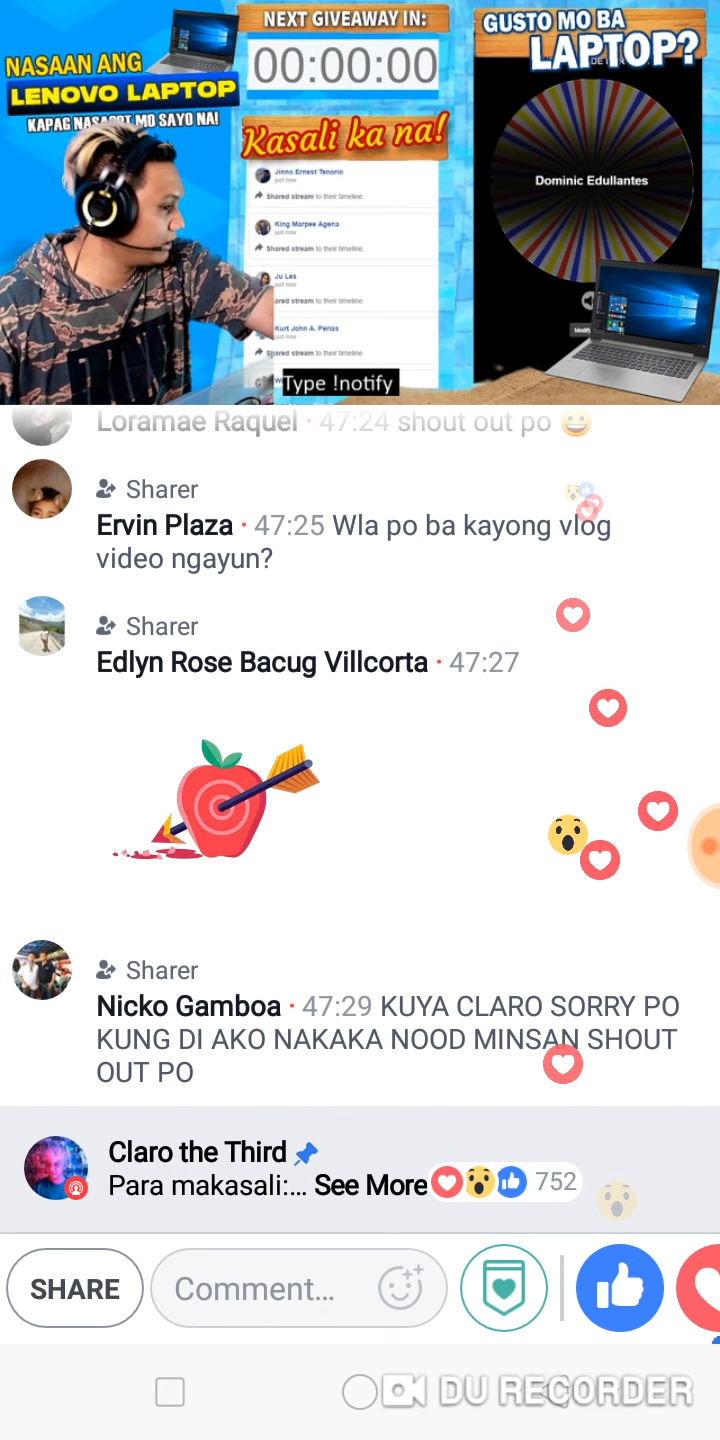 NASAAN ANG
LENOVO LAPTOP
KAPAG NASAGOT MO SAYO NA!
NEXT GIVEAWAY IN:
00:00:00
Kasali ka na!
Jinno Ernest Tenorio
just now
Shared stream to their timeline.
King Marpee Agena
just now
Shared stream to their timeline.
Ju Les
just now
ared stream to their timeline.
Kurt John A. Perias
just now
Shared stream to their timeline.
Type !notify
GUSTO MO BA
LAPTOP?
Dominic Edullantes
Loramae Raquel · 47:24 shout out po
Sharer
Ervin Plaza · 47:25 Wla po ba kayong vlog
video ngayun?
Sharer
Edlyn Rose Bacug Villcorta · 47:27
Sharer
Nicko Gamboa · 47:29 KUYA CLARO SORRY PO
KUNG DI AKO NAKAKA NOOD MINSAN SHOUT
OUT PO
Claro the Third
Para makasali:... See More
752
SHARE
Comment...
DU RECORDER